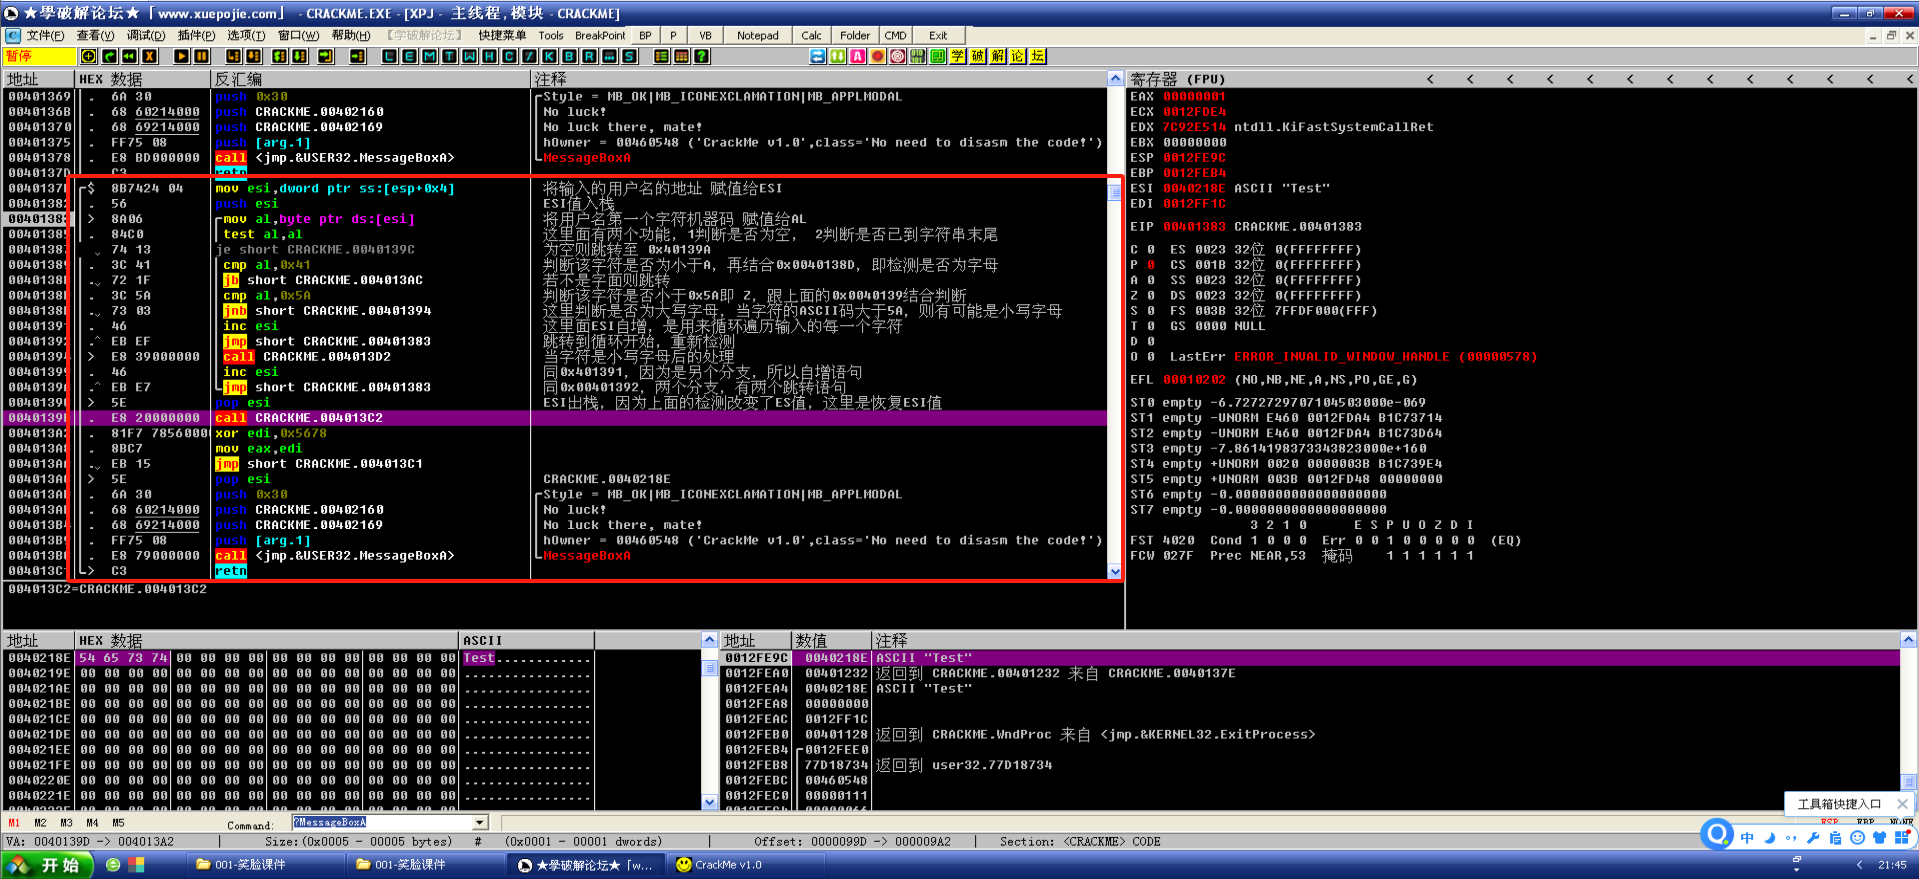 ★學破解论坛★「www.xuepojie.com」 - CRACKME.EXE - [XPJ - 主线程,模块 - CRACKME]
文件(F) 查看(V) 调试(D) 插件(P) 选项(T) 窗口(W) 帮助(H) 【学破解论坛】 快捷菜单 Tools BreakPoint BP P VB Notepad Calc Folder CMD Exit
暂停 L E M T W H C / K B R ... S 学 破 解 论 坛
地址 HEX 数据 反汇编 注释
00401369 . 6A 30 push 0x30 Style = MB_OK|MB_ICONEXCLAMATION|MB_APPLMODAL
0040136B . 68 60214000 push CRACKME.00402160 No luck!
00401370 . 68 69214000 push CRACKME.00402169 No luck there, mate!
00401375 . FF75 08 push [arg.1] hOwner = 00460548 ('CrackMe v1.0',class='No need to disasm the code!')
00401378 . E8 BD000000 call <jmp.&USER32.MessageBoxA> MessageBoxA
0040137D . C3 retn
0040137 $ 8B7424 04 mov esi,dword ptr ss:[esp+0x4] 将输入的用户名的地址 赋值给ESI
0040138 . 56 push esi ESI值入栈
0040138 > 8A06 mov al,byte ptr ds:[esi] 将用户名第一个字符机器码 赋值给AL
0040138 . 84C0 test al,al 这里面有两个功能，1判断是否为空， 2判断是否已到字符串末尾
0040138 . 74 13 je short CRACKME.0040139C 为空则跳转至 0x40139A
0040138 . 3C 41 cmp al,0x41 判断该字符是否为小于A，再结合0x0040138D，即检测是否为字母
0040138 . 72 1F jb short CRACKME.004013AC 若不是字面则跳转
0040138 . 3C 5A cmp al,0x5A 判断该字符是否小于0x5A即 Z，跟上面的0x0040139结合判断
0040138 . 73 03 jnb short CRACKME.00401394 这里判断是否为大写字母，当字符的ASCII码大于5A，则有可能是小写字母
0040139 . 46 inc esi 这里面ESI自增，是用来循环遍历输入的每一个字符
0040139 .^ EB EF jmp short CRACKME.00401383 跳转到循环开始，重新检测
0040139 > E8 39000000 call CRACKME.004013D2 当字符是小写字母后的处理
0040139 . 46 inc esi 同0x401391，因为是另个分支，所以自增语句
0040139 .^ EB E7 jmp short CRACKME.00401383 同0x00401392，两个分支，有两个跳转语句
0040139 > 5E pop esi ESI出栈，因为上面的检测改变了ES值，这里是恢复ESI值
0040139 . E8 20000000 call CRACKME.004013C2
004013A . 81F7 7856000 xor edi,0x5678
004013A . 8BC7 mov eax,edi
004013A . EB 15 jmp short CRACKME.004013C1
004013A > 5E pop esi CRACKME.0040218E
004013A . 6A 30 push 0x30 Style = MB_OK|MB_ICONEXCLAMATION|MB_APPLMODAL
004013A . 68 60214000 push CRACKME.00402160 No luck!
004013B . 68 69214000 push CRACKME.00402169 No luck there, mate!
004013B . FF75 08 push [arg.1] hOwner = 00460548 ('CrackMe v1.0',class='No need to disasm the code!')
004013B . E8 79000000 call <jmp.&USER32.MessageBoxA> MessageBoxA
004013C > C3 retn
004013C2=CRACKME.004013C2
寄存器 (FPU) < < < < < < < < < < < < <
EAX 00000001
ECX 0012FDE4
EDX 7C92E514 ntdll.KiFastSystemCallRet
EBX 00000000
ESP 0012FE9C
EBP 0012FEB4
ESI 0040218E ASCII "Test"
EDI 0012FF1C
EIP 00401383 CRACKME.00401383
C 0 ES 0023 32位 0(FFFFFFFF)
P 0 CS 001B 32位 0(FFFFFFFF)
A 0 SS 0023 32位 0(FFFFFFFF)
Z 0 DS 0023 32位 0(FFFFFFFF)
S 0 FS 003B 32位 7FFDF000(FFF)
T 0 GS 0000 NULL
D 0
O 0 LastErr ERROR_INVALID_WINDOW_HANDLE (00000578)
EFL 00010202 (NO,NB,NE,A,NS,PO,GE,G)
ST0 empty -6.7272729707104503000e-069
ST1 empty -UNORM E460 0012FDA4 B1C73714
ST2 empty -UNORM E460 0012FDA4 B1C73D64
ST3 empty -7.8614198373343823000e+160
ST4 empty +UNORM 0020 0000003B B1C739E4
ST5 empty +UNORM 003B 0012FD48 00000000
ST6 empty -0.0000000000000000000
ST7 empty -0.0000000000000000000
3 2 1 0 E S P U O Z D I
FST 4020 Cond 1 0 0 0 Err 0 0 1 0 0 0 0 0 (EQ)
FCW 027F Prec NEAR,53 掩码 1 1 1 1 1 1
地址 HEX 数据 ASCII
0040218E 54 65 73 74 00 00 00 00 00 00 00 00 00 00 00 00 Test............
0040219E 00 00 00 00 00 00 00 00 00 00 00 00 00 00 00 00 ................
004021AE 00 00 00 00 00 00 00 00 00 00 00 00 00 00 00 00 ................
004021BE 00 00 00 00 00 00 00 00 00 00 00 00 00 00 00 00 ................
004021CE 00 00 00 00 00 00 00 00 00 00 00 00 00 00 00 00 ................
004021DE 00 00 00 00 00 00 00 00 00 00 00 00 00 00 00 00 ................
004021EE 00 00 00 00 00 00 00 00 00 00 00 00 00 00 00 00 ................
004021FE 00 00 00 00 00 00 00 00 00 00 00 00 00 00 00 00 ................
0040220E 00 00 00 00 00 00 00 00 00 00 00 00 00 00 00 00 ................
0040221E 00 00 00 00 00 00 00 00 00 00 00 00 00 00 00 00 ................
地址 数值 注释
0012FE9C 0040218E ASCII "Test"
0012FEA0 00401232 返回到 CRACKME.00401232 来自 CRACKME.0040137E
0012FEA4 0040218E ASCII "Test"
0012FEA8 00000000
0012FEAC 0012FF1C
0012FEB0 00401128 返回到 CRACKME.WndProc 来自 <jmp.&KERNEL32.ExitProcess>
0012FEB4 0012FEE0
0012FEB8 77D18734 返回到 user32.77D18734
0012FEBC 00460548
0012FEC0 00000111
工具箱快捷入口
M1 M2 M3 M4 M5 Command: ?MessageBoxA
VA: 0040139D -> 004013A2 Size:(0x0005 - 00005 bytes) # (0x0001 - 00001 dwords) Offset: 0000099D -> 000009A2 Section: <CRACKME> CODE
中
开始 001-笑脸课件 001-笑脸课件 ★學破解论坛★「w... CrackMe v1.0 21:45